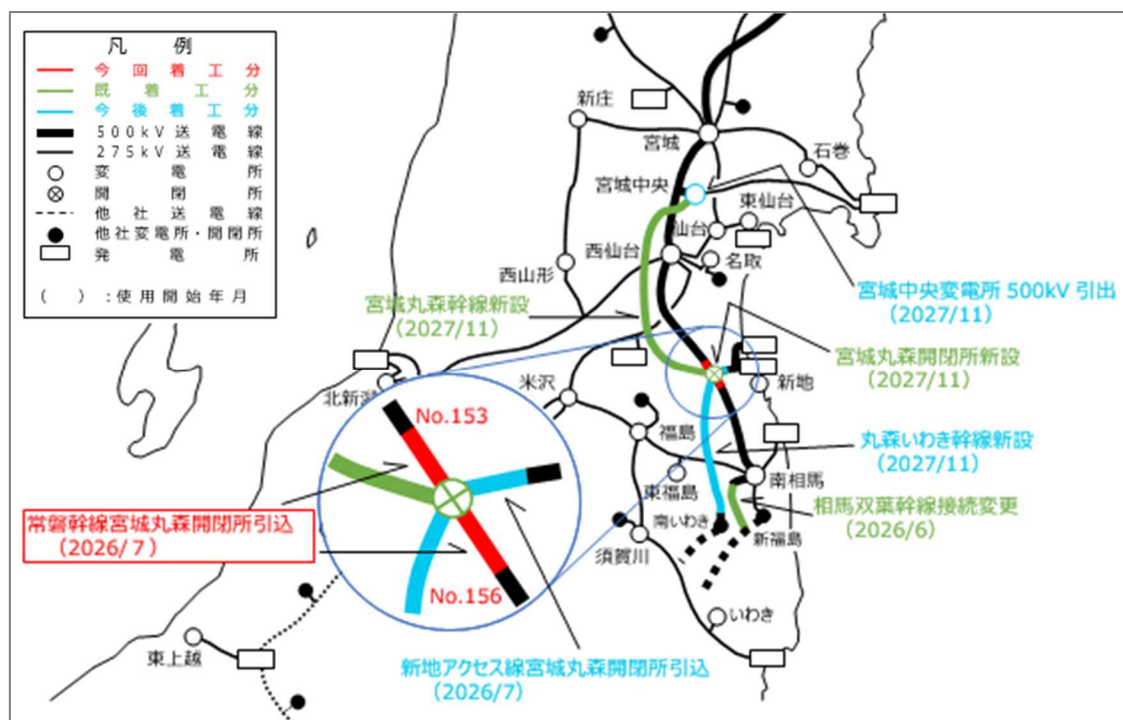 凡 例
今回着工分
既着工分
今後着工分
500kV送電線
275kV送電線
変電所
開閉所
他社送電線
他社変電所・開閉所
発電所
( ) :使用開始年月
新庄
宮城
石巻
宮城中央
東仙台
仙台
西仙台
名取
西山形
宮城中央変電所 500kV 引出
(2027/11)
宮城丸森幹線新設
(2027/11)
宮城丸森開閉所新設
(2027/11)
北新潟
米沢
新地
No.153
福島
丸森いわき幹線新設
(2027/11)
東福島
南相馬
相馬双葉幹線接続変更
(2026/6)
常磐幹線宮城丸森開閉所引込
(2026/7)
南いわき
新福島
須賀川
No.156
いわき
東上越
新地アクセス線宮城丸森開閉所引込
(2026/7)